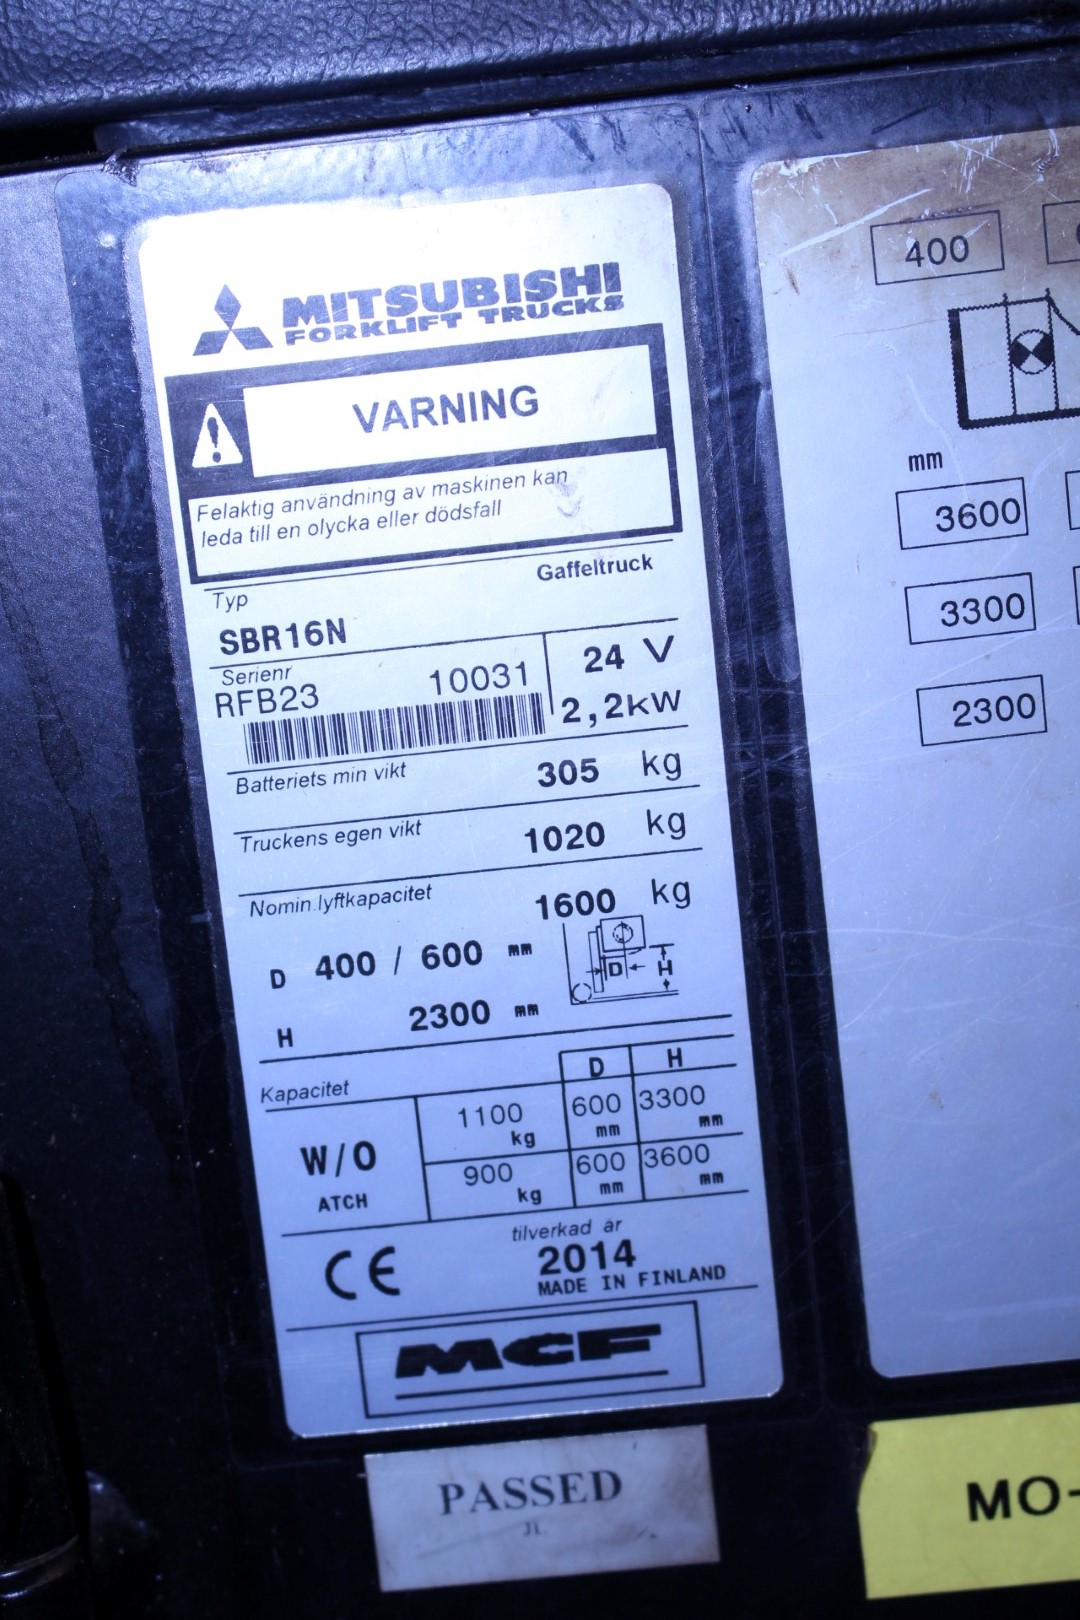 MITSUBISHI
FORKLIFT TRUCKS
VARNING
Felaktig användning av maskinen kan
leda till en olycka eller dödsfall
Gaffeltruck
Typ
SBR16N
Serienr
RFB23 10031
24 V
2,2kW
Batteriets min vikt 305 kg
Truckens egen vikt 1020 kg
Nomin.lyftkapacitet 1600 kg
D 400 / 600 mm
D H
H 2300 mm
Kapacitet D H
W/O
ATCH
1100 kg 600 mm 3300 mm
900 kg 600 mm 3600 mm
CE
tillverkad år
2014
MADE IN FINLAND
MCF
PASSED
JL
400
mm
3600
3300
2300
MO-